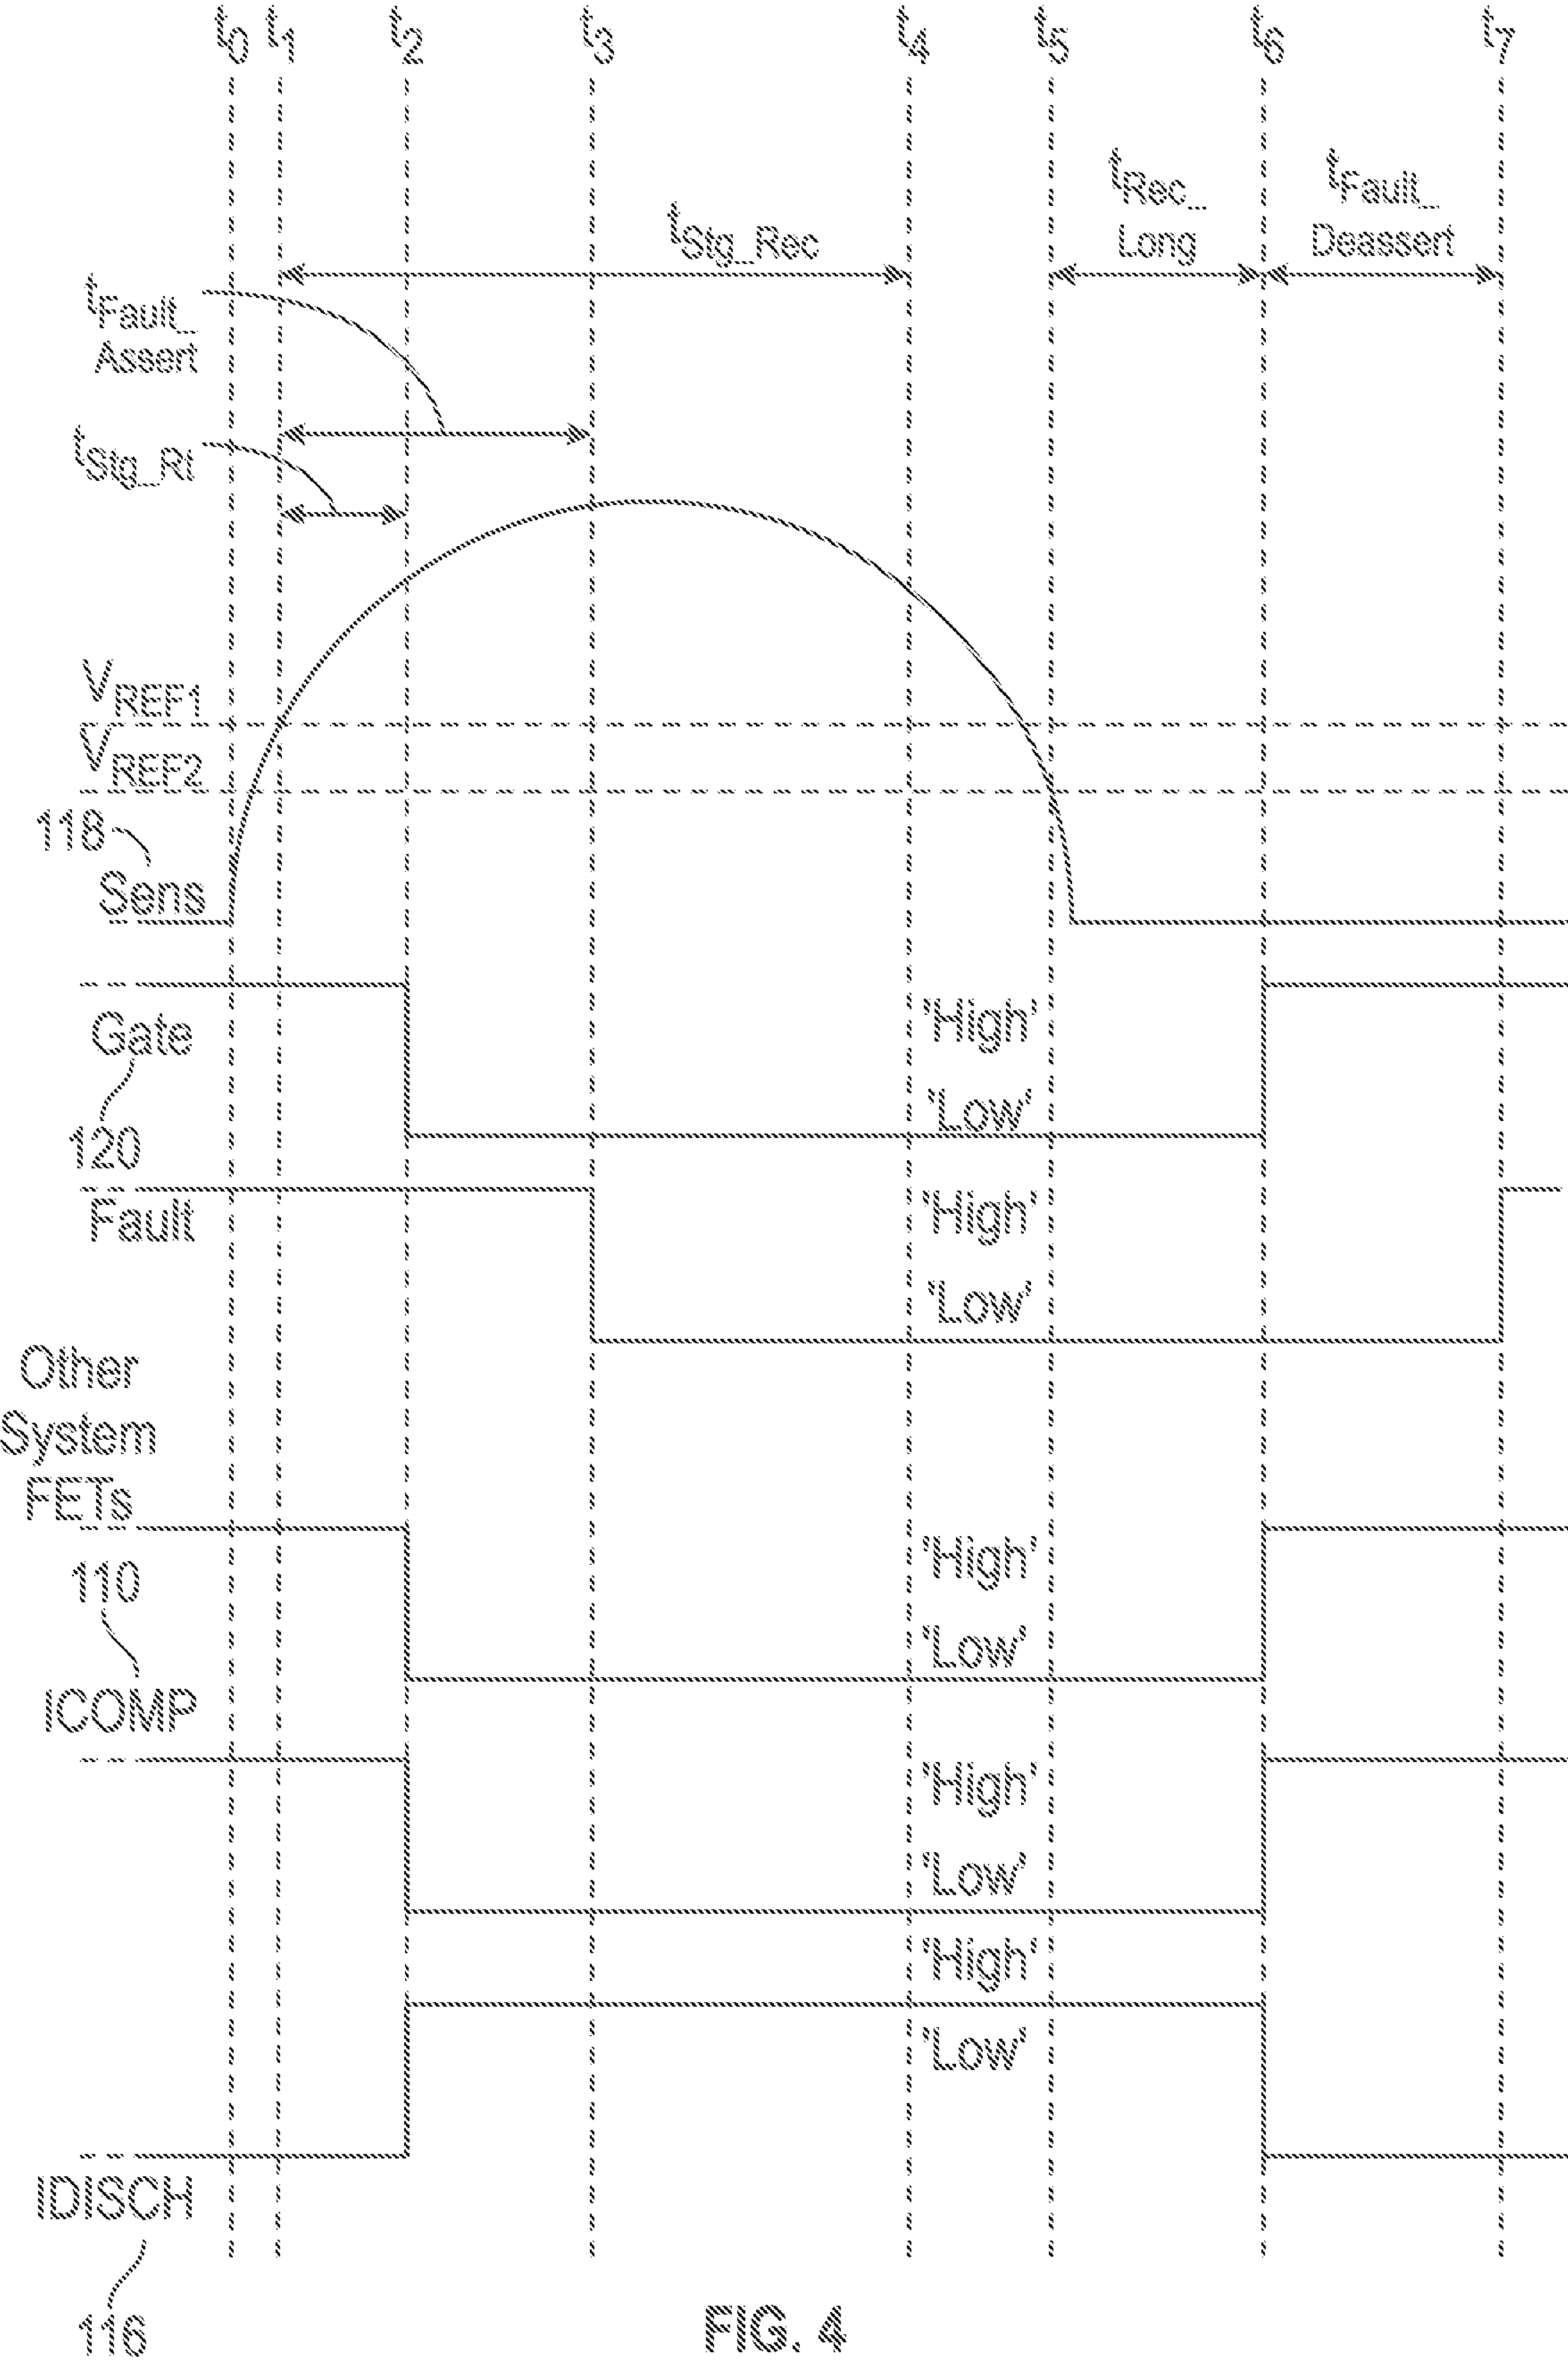 t0 t1 t2 t3 t4 t5 t6 t7
tRec_
Long
tFault_
Deassert
tStg_Rec
tFault_
Assert
tStg_Rt
VREF1
VREF2
118
Sens
Gate
'High'
'Low'
120
Fault
'High'
'Low'
Other
System
FETs
'High'
'Low'
110
ICOMP
'High'
'Low'
'High'
'Low'
IDISCH
116
FIG. 4